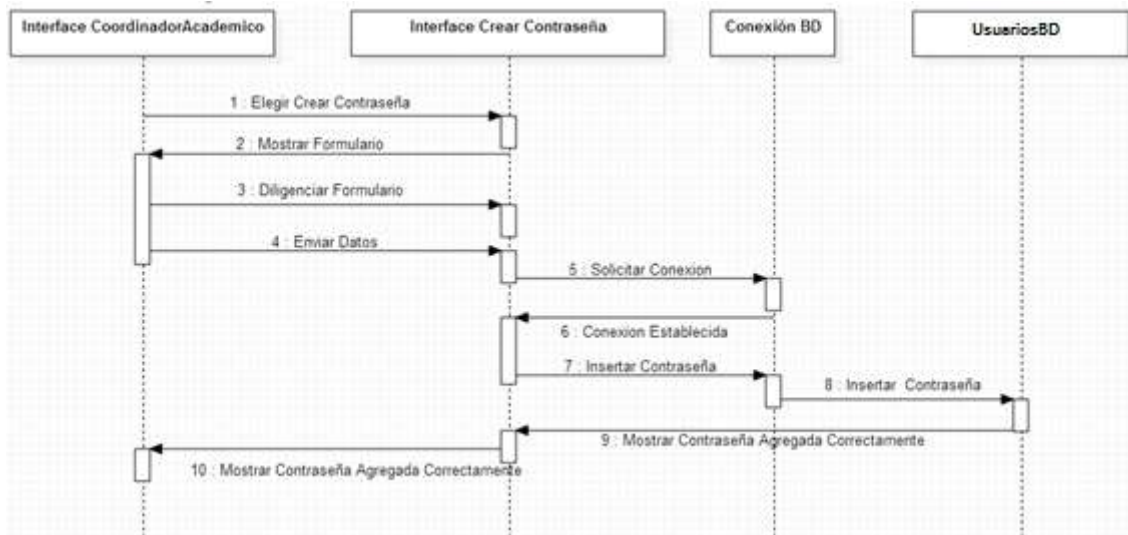 Interface CoordinadorAcademico
Interface Crear Contraseña
Conexión BD
UsuariosBD
1 : Elegir Crear Contraseña
2 : Mostrar Formulario
3 : Diligenciar Formulario
4 : Enviar Datos
5 : Solicitar Conexion
6 : Conexion Establecida
7 : Insertar Contraseña
8 : Insertar Contraseña
9 : Mostrar Contraseña Agregada Correctamente
10 : Mostrar Contraseña Agregada Correctamente